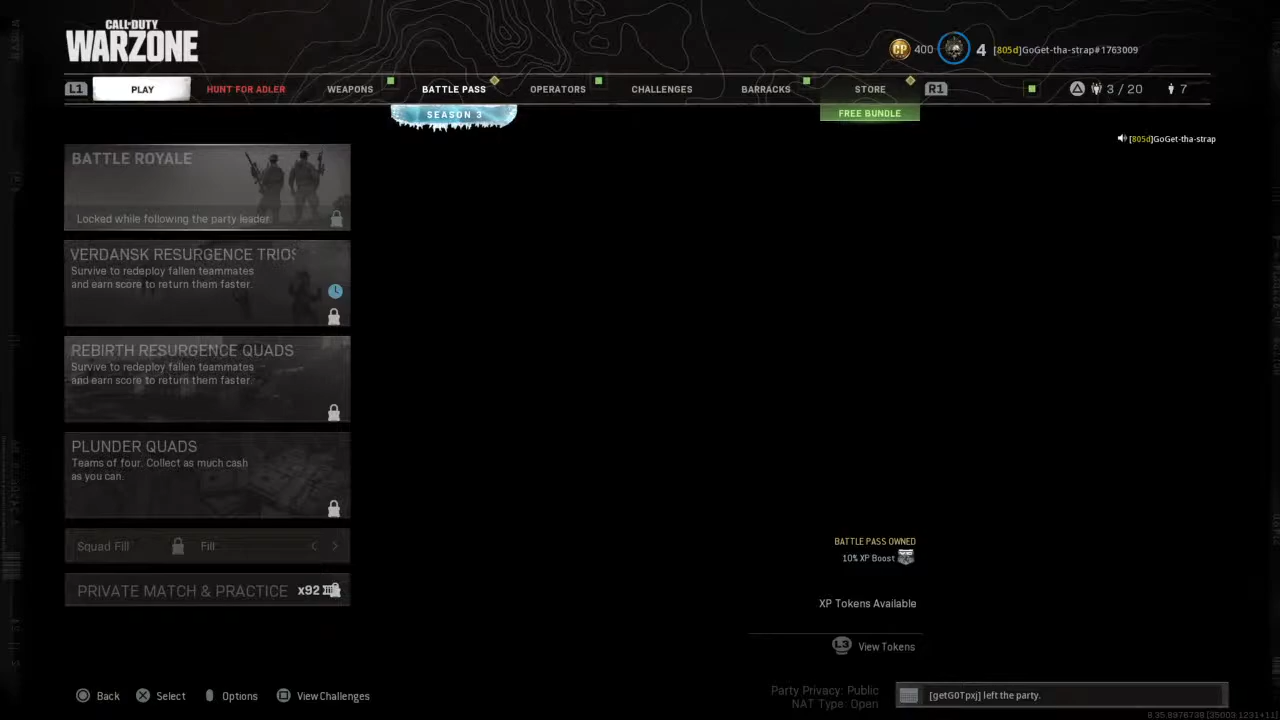 CALL OF DUTY
WARZONE
CP 400 4 [805d]GoGet-tha-strap#1763009
L1 PLAY HUNT FOR ADLER WEAPONS BATTLE PASS OPERATORS CHALLENGES BARRACKS STORE R1 3 / 20 7
SEASON 3
FREE BUNDLE
[805d]GoGet-tha-strap
BATTLE ROYALE
Locked while following the party leader
VERDANSK RESURGENCE TRIOS
Survive to redeploy fallen teammates
and earn score to return them faster.
REBIRTH RESURGENCE QUADS
Survive to redeploy fallen teammates
and earn score to return them faster.
PLUNDER QUADS
Teams of four. Collect as much cash
as you can.
Squad Fill Fill
BATTLE PASS OWNED
10% XP Boost
PRIVATE MATCH & PRACTICE x92
XP Tokens Available
L3 View Tokens
Back Select Options View Challenges
Party Privacy: Public
NAT Type: Open
[getG0Tpxj] left the party.